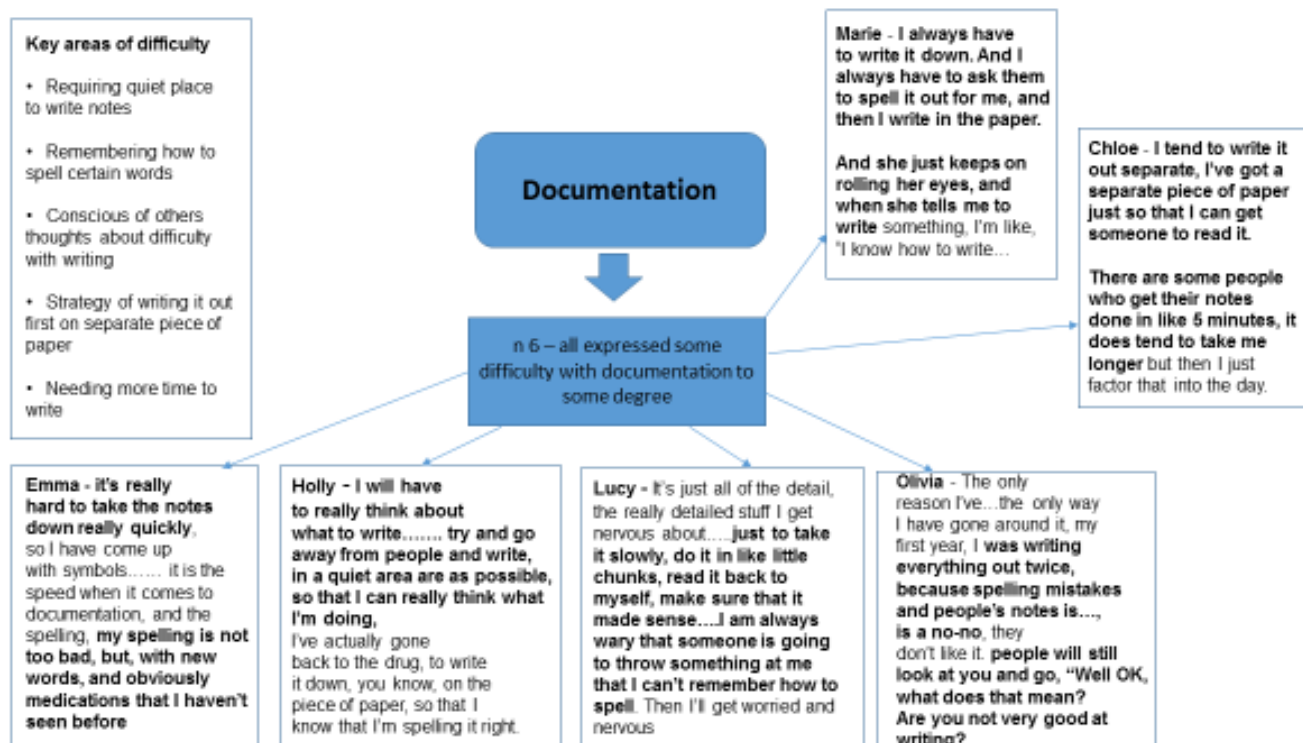 Key areas of difficulty
• Requiring quiet place
to write notes
• Remembering how to
spell certain words
• Conscious of others
thoughts about difficulty
with writing
• Strategy of writing it out
first on separate piece of
paper
• Needing more time to
write
Documentation
n 6 – all expressed some
difficulty with documentation to
some degree
Marie - I always have
to write it down. And I
always have to ask them
to spell it out for me, and
then I write in the paper.
And she just keeps on
rolling her eyes, and
when she tells me to
write something, I'm like,
"I know how to write…
Chloe - I tend to write it
out separate, I've got a
separate piece of paper
just so that I can get
someone to read it.
There are some people
who get their notes
done in like 5 minutes, it
does tend to take me
longer but then I just
factor that into the day.
Emma - it's really
hard to take the notes
down really quickly,
so I have come up
with symbols…… it is the
speed when it comes to
documentation, and the
spelling, my spelling is not
too bad, but, with new
words, and obviously
medications that I haven't
seen before
Holly - I will have
to really think about
what to write……. try and go
away from people and write,
in a quiet area are as possible,
so that I can really think what
I'm doing,
I've actually gone
back to the drug, to write
it down, you know, on the
piece of paper, so that I
know that I'm spelling it right.
Lucy - It's just all of the detail,
the really detailed stuff I get
nervous about…..just to take
it slowly, do it in like little
chunks, read it back to
myself, make sure that it
made sense….I am always
wary that someone is going
to throw something at me
that I can't remember how to
spell. Then I'll get worried and
nervous
Olivia - The only
reason I've…the only way
I have gone around it, my
first year, I was writing
everything out twice,
because spelling mistakes
and people's notes is…,
is a no-no, they
don't like it. people will still
look at you and go, "Well OK,
what does that mean?
Are you not very good at
writing?